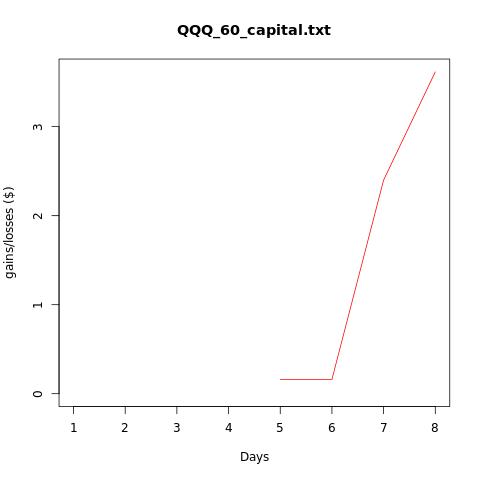 QQQ_60_capital.txt
gains/losses ($)
3
2
1
0
1 2 3 4 5 6 7 8
Days